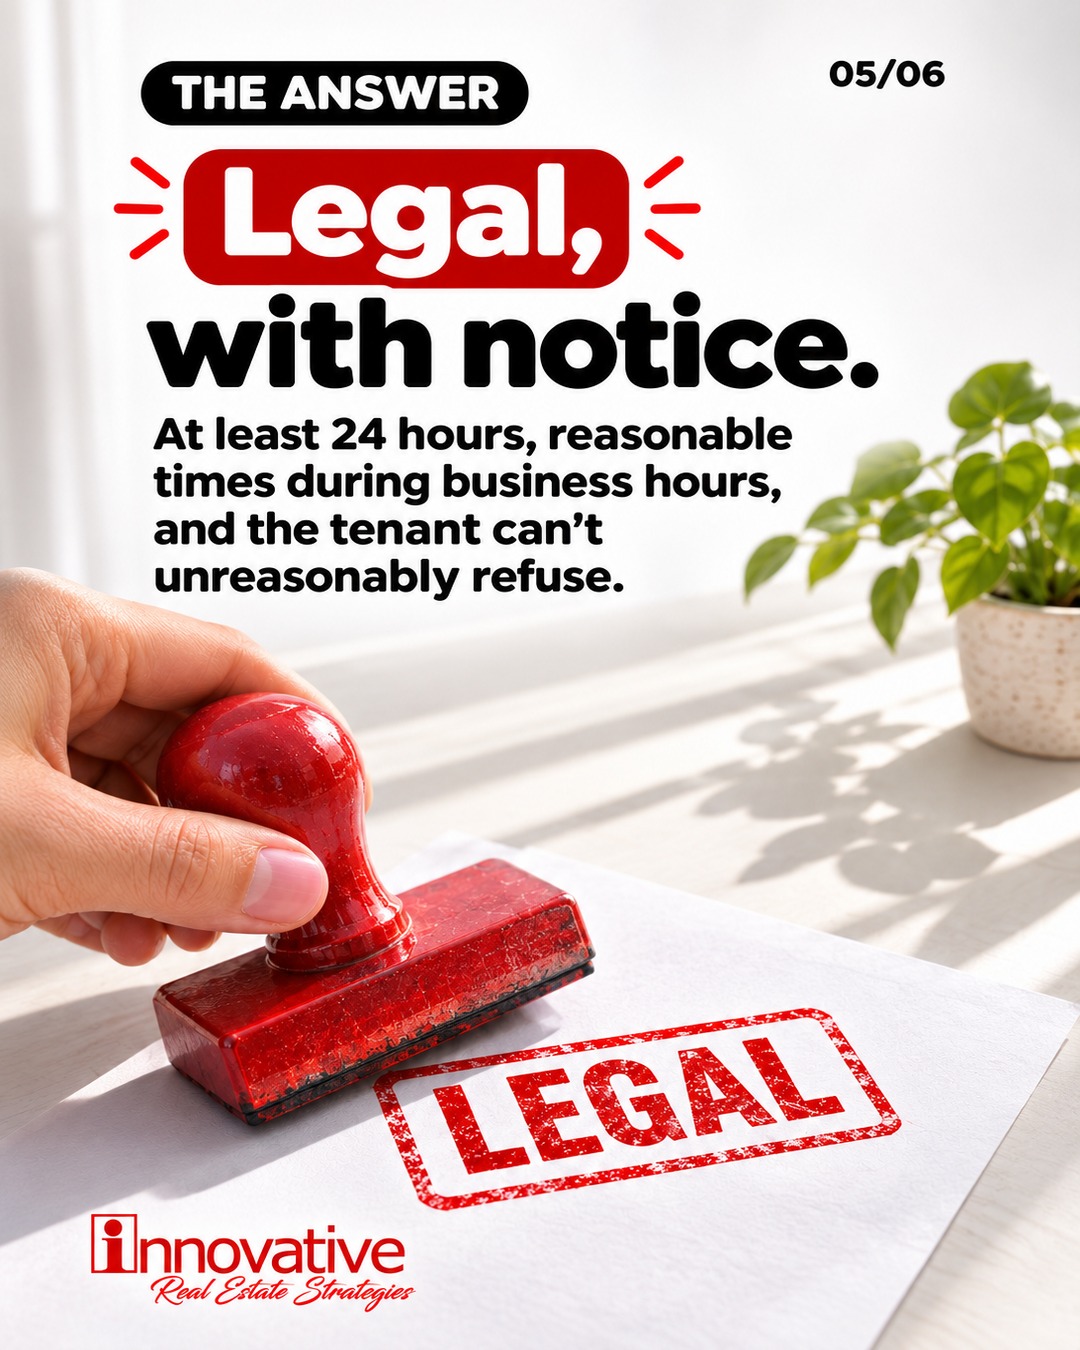 THE ANSWER
05/06
Legal,
with notice.
At least 24 hours, reasonable
times during business hours,
and the tenant can't
unreasonably refuse.
LEGAL
innovative
Real Estate Strategies